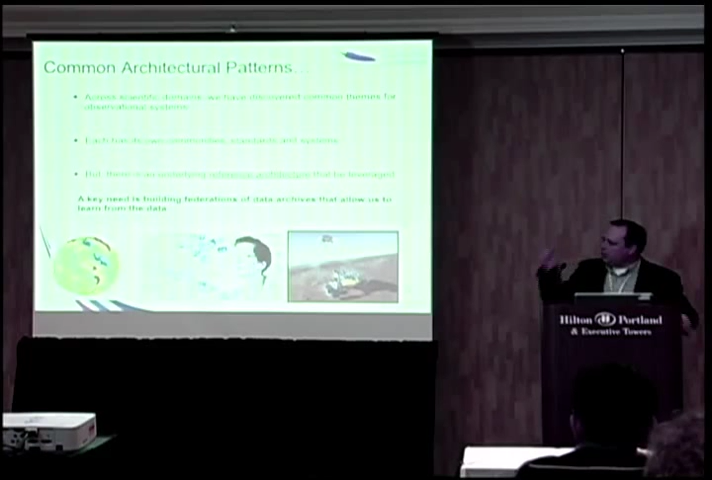 Common Architectural Patterns...
• Across scientific domains, we have discovered common themes for
observational systems.
• Each has its own communities, standards and systems
• But, there is an underlying reference architecture that be leveraged
A key need is building federations of data archives that allow us to
learn from the data
Hilton Portland
& Executive Towers